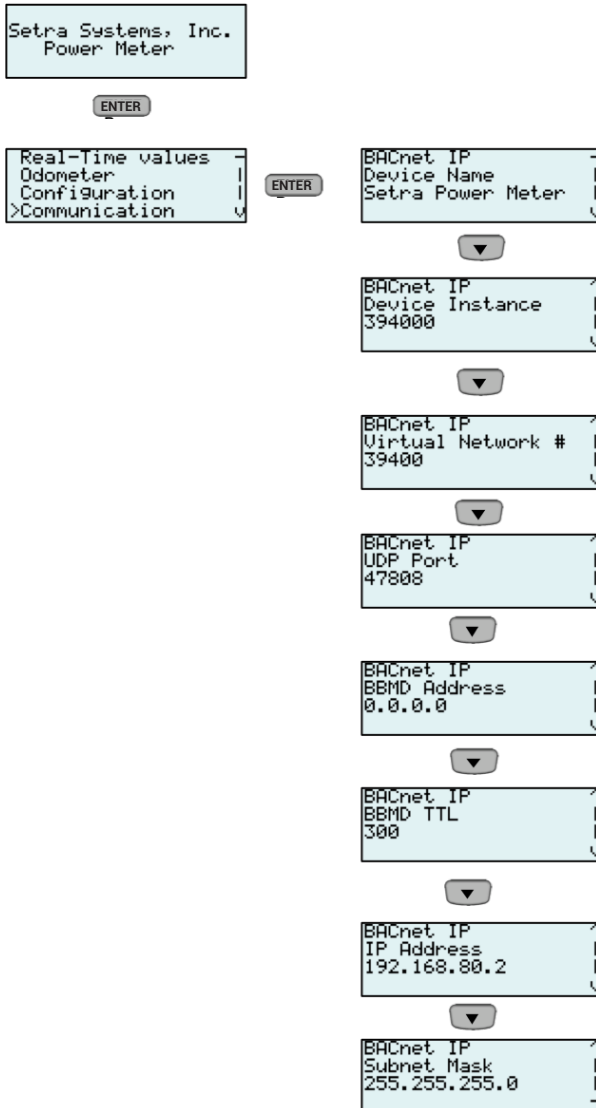 Setra Systems, Inc.
Power Meter
ENTER
Real-Time values
Odometer
Configuration
>Communication
ENTER
BACnet IP
Device Name
Setra Power Meter
BACnet IP
Device Instance
394000
BACnet IP
Virtual Network #
39400
BACnet IP
UDP Port
47808
BACnet IP
BBMD Address
0.0.0.0
BACnet IP
BBMD TTL
300
BACnet IP
IP Address
192.168.80.2
BACnet IP
Subnet Mask
255.255.255.0